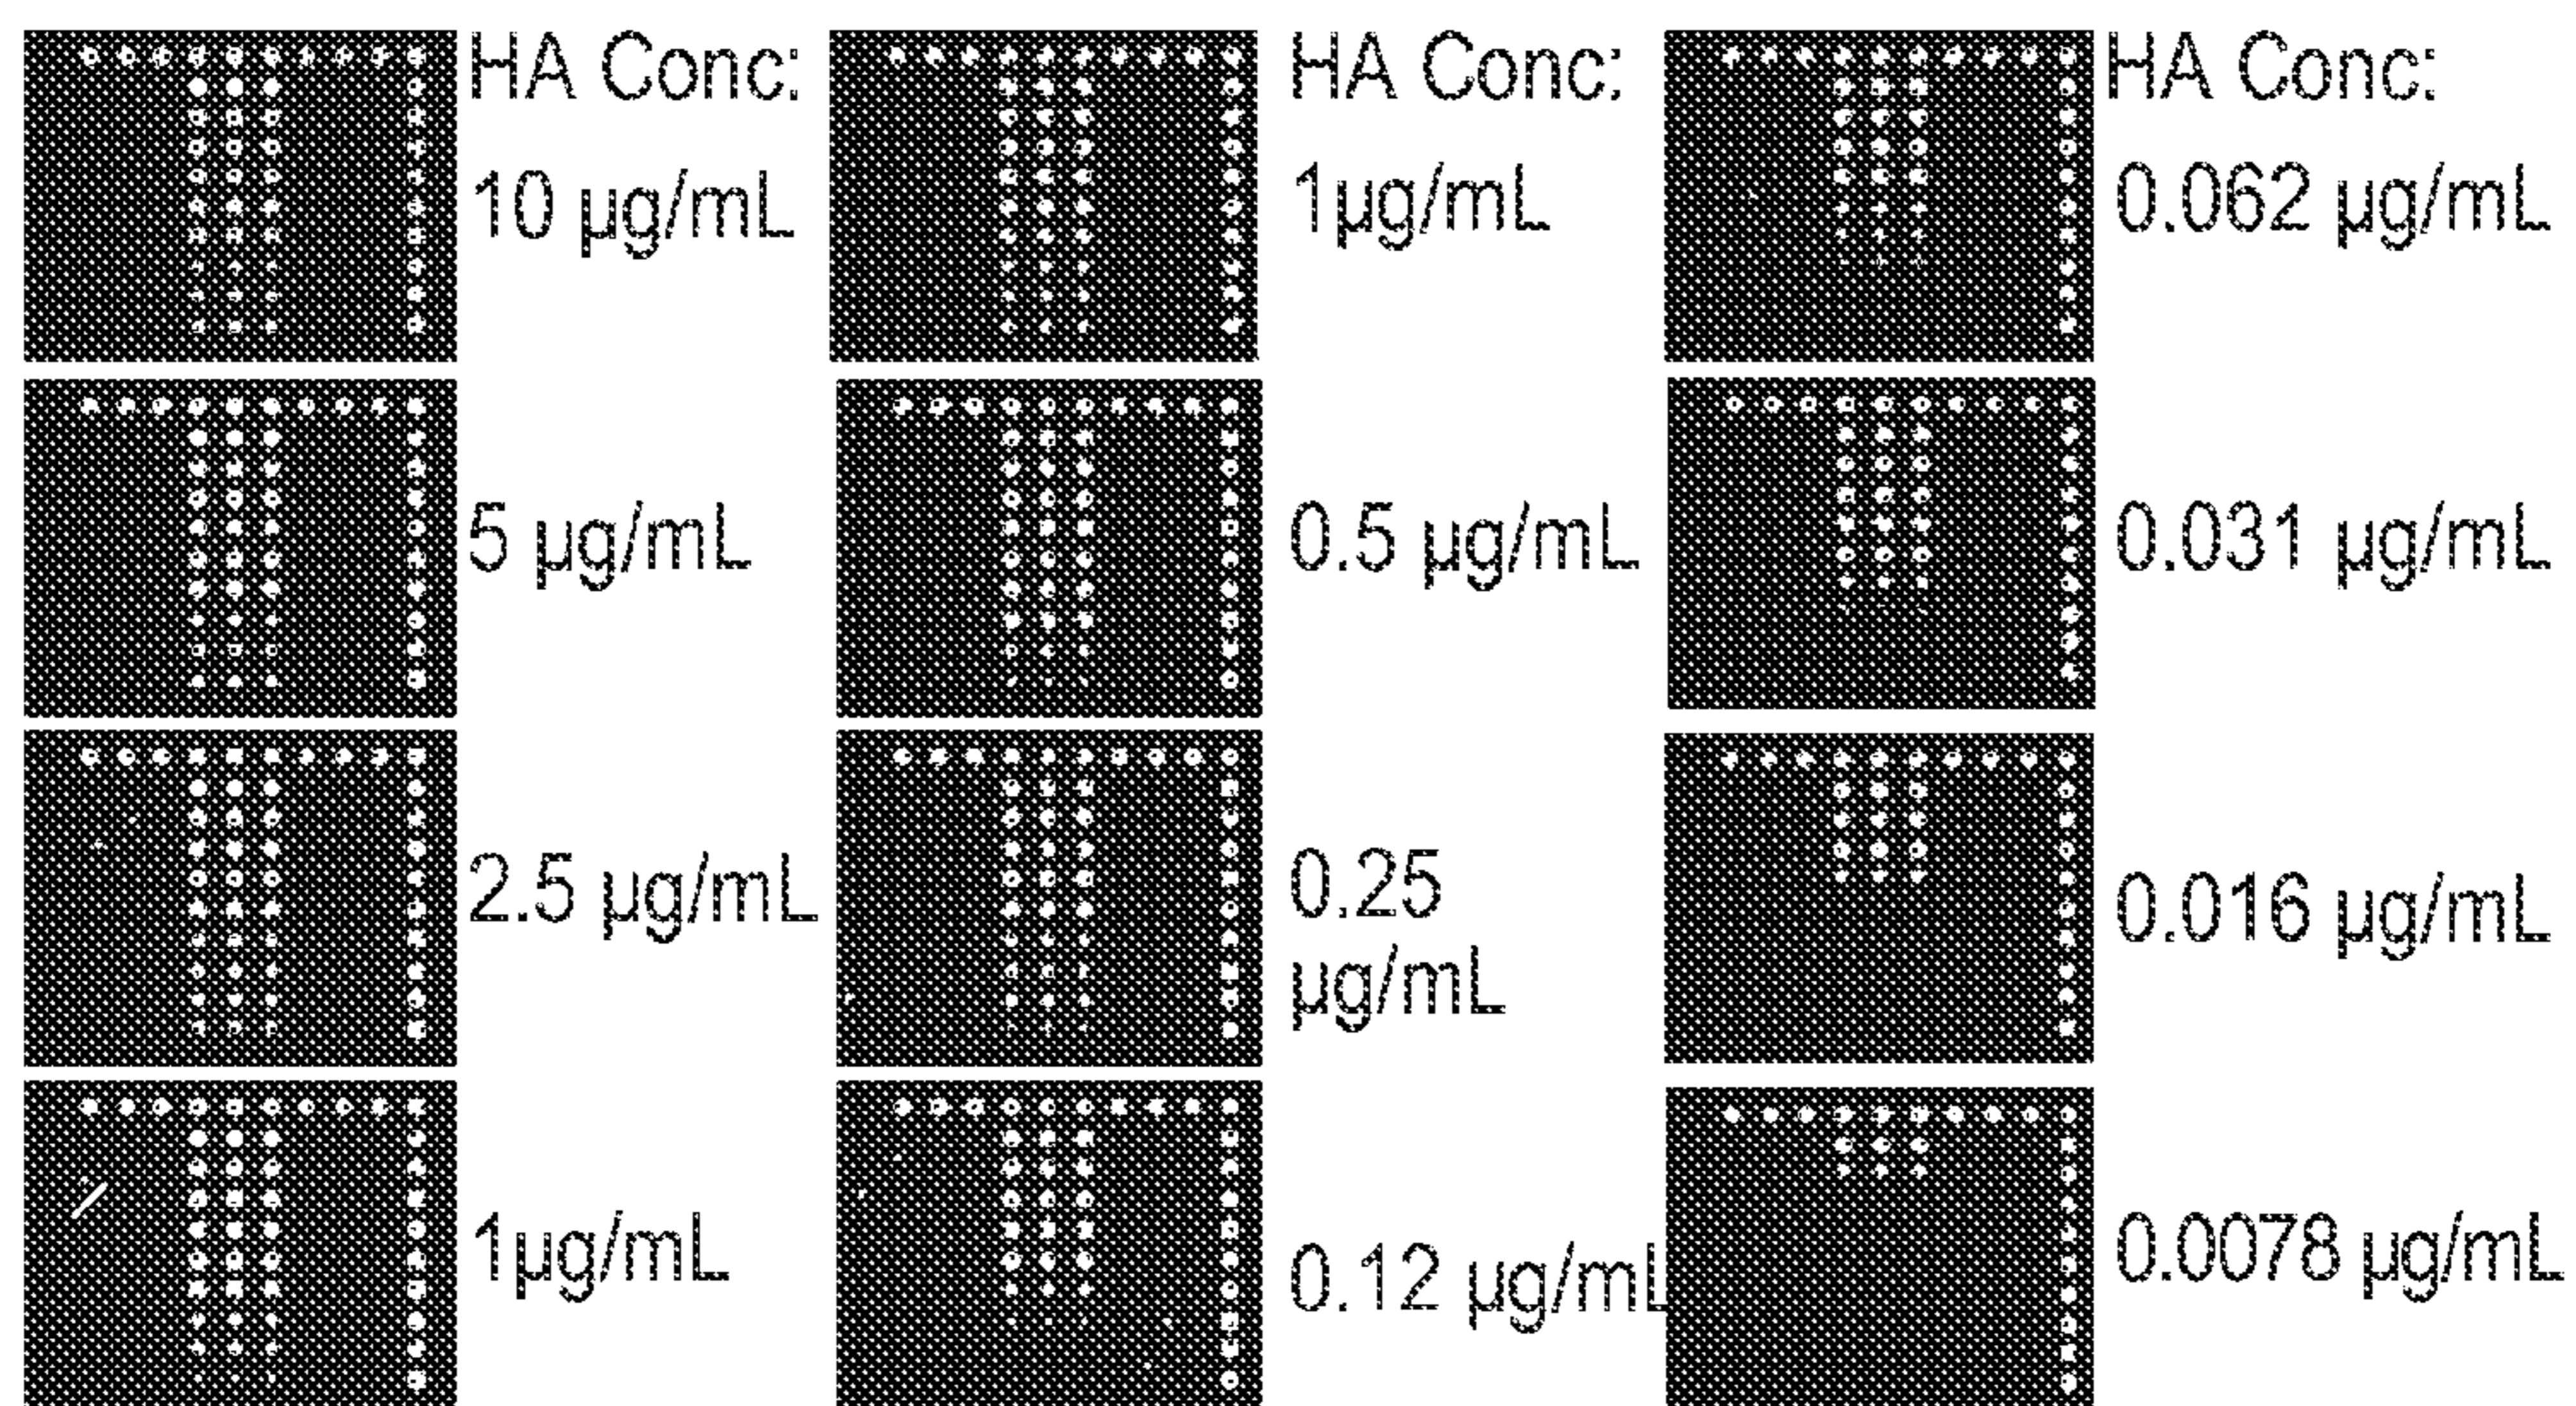 HA Conc:
10 µg/mL
5 µg/mL
2.5 µg/mL
1µg/mL
HA Conc:
1µg/mL
0.5 µg/mL
0.25
µg/mL
0.12 µg/mL
HA Conc:
0.062 µg/mL
0.031 µg/mL
0.016 µg/mL
0.0078 µg/mL